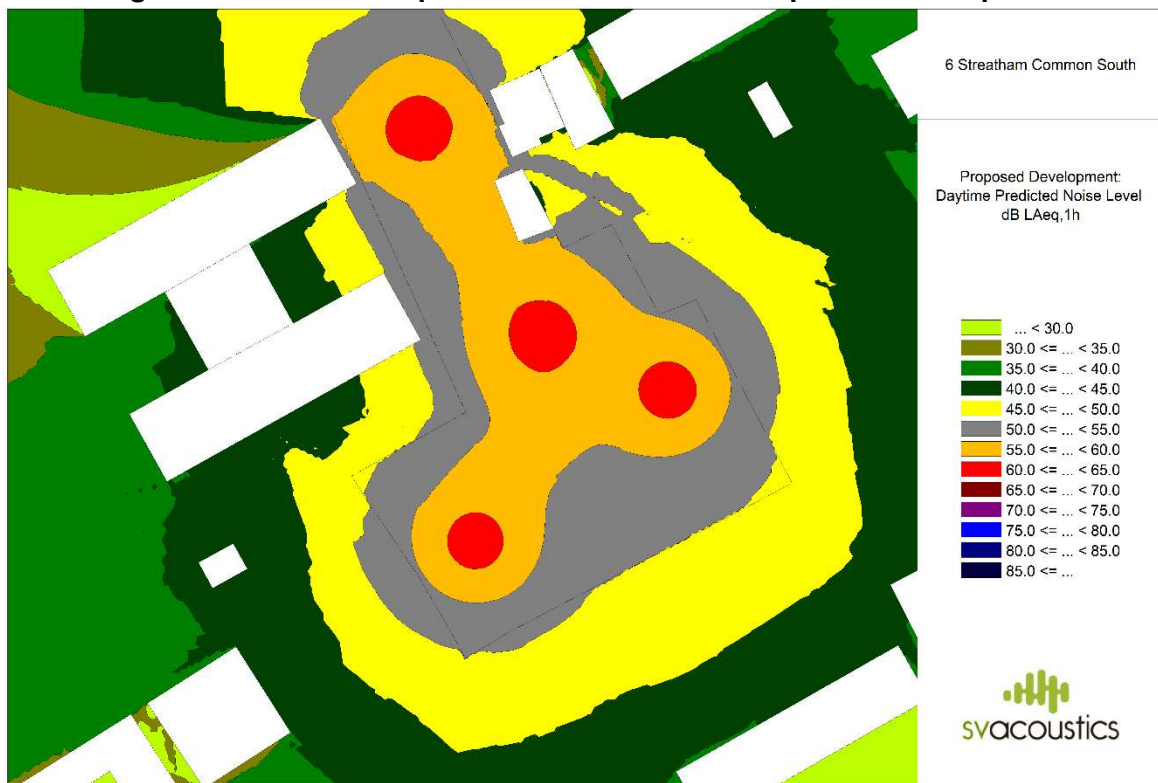 6 Streatham Common South
Proposed Development:
Daytime Predicted Noise Level
dB LAeq,1h
... < 30.0
30.0 <= ... < 35.0
35.0 <= ... < 40.0
40.0 <= ... < 45.0
45.0 <= ... < 50.0
50.0 <= ... < 55.0
55.0 <= ... < 60.0
60.0 <= ... < 65.0
65.0 <= ... < 70.0
70.0 <= ... < 75.0
75.0 <= ... < 80.0
80.0 <= ... < 85.0
85.0 <= ...
svacoustics